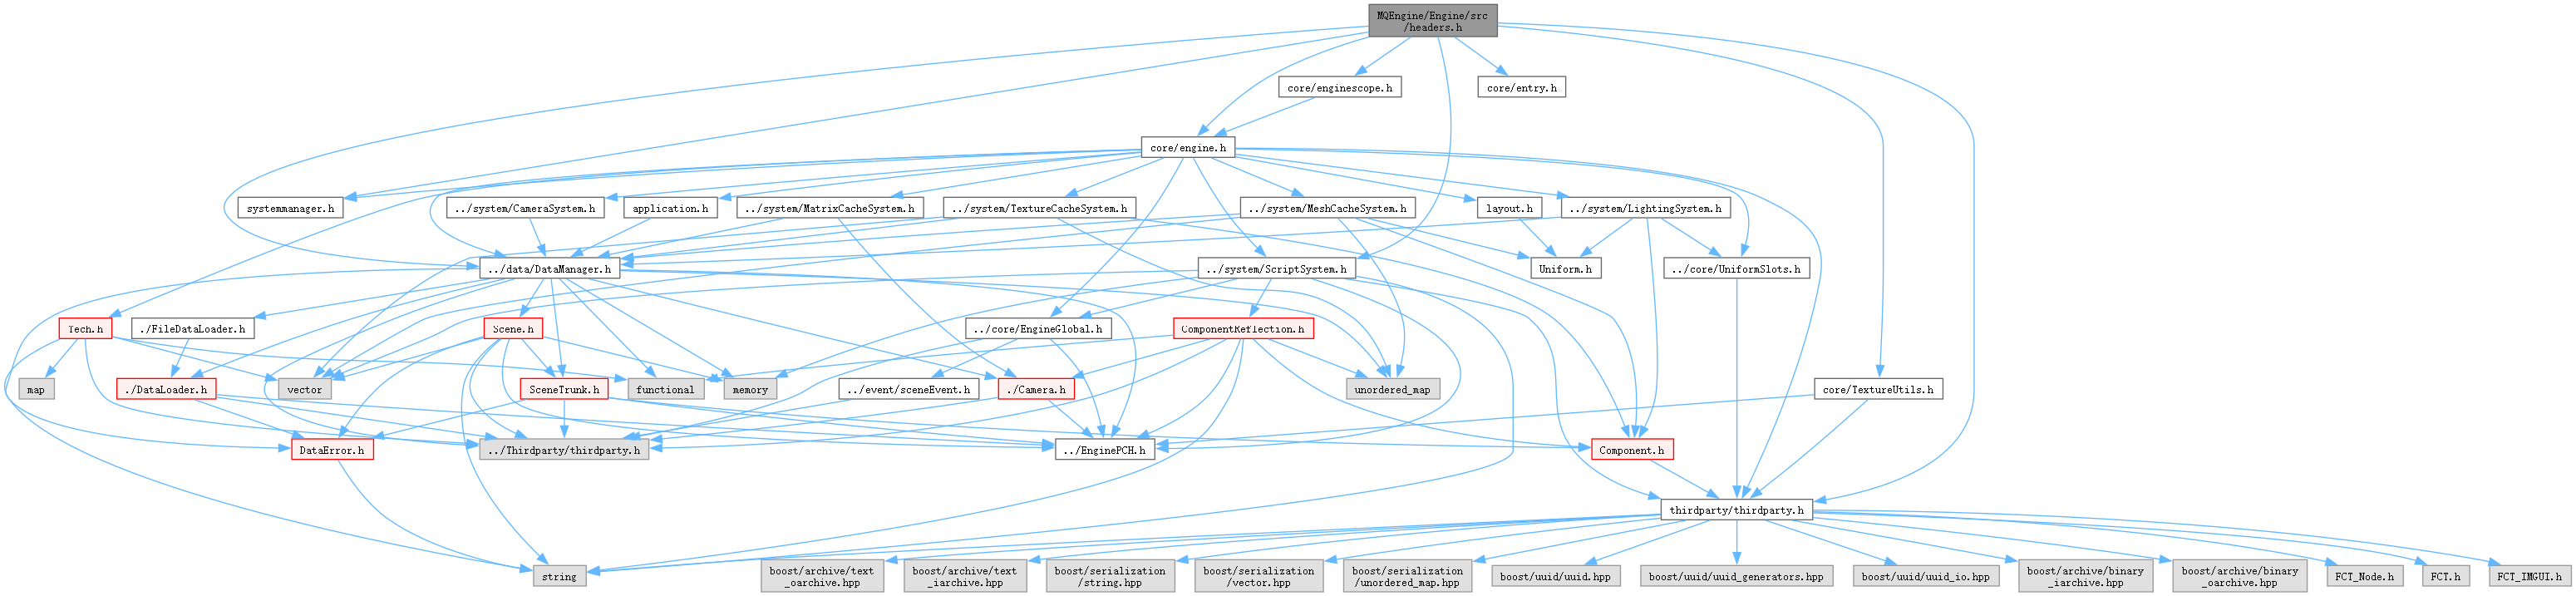 MQEngine/Engine/src
/headers.h
core/enginescope.h
core/entry.h
core/engine.h
systemmanager.h
../system/CameraSystem.h
application.h
../system/MatrixCacheSystem.h
../system/TextureCacheSystem.h
../system/MeshCacheSystem.h
layout.h
../system/LightingSystem.h
../data/DataManager.h
../system/ScriptSystem.h
Uniform.h
../core/UniformSlots.h
Tech.h
./FileDataLoader.h
Scene.h
../core/EngineGlobal.h
ComponentReflection.h
map
./DataLoader.h
vector
SceneTrunk.h
functional
memory
../event/sceneEvent.h
./Camera.h
unordered_map
core/TextureUtils.h
DataError.h
../Thirdparty/thirdparty.h
../EnginePCH.h
Component.h
thirdparty/thirdparty.h
string
boost/archive/text
_oarchive.hpp
boost/archive/text
_iarchive.hpp
boost/serialization
/string.hpp
boost/serialization
/vector.hpp
boost/serialization
/unordered_map.hpp
boost/uuid/uuid.hpp
boost/uuid/uuid_generators.hpp
boost/uuid/uuid_io.hpp
boost/archive/binary
_iarchive.hpp
boost/archive/binary
_oarchive.hpp
FCT_Node.h
FCT.h
FCT_IMGUI.h